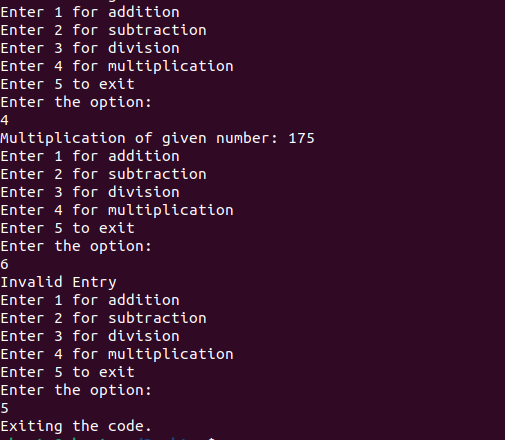 Enter 1 for addition
Enter 2 for subtraction
Enter 3 for division
Enter 4 for multiplication
Enter 5 to exit
Enter the option:
4
Multiplication of given number: 175
Enter 1 for addition
Enter 2 for subtraction
Enter 3 for division
Enter 4 for multiplication
Enter 5 to exit
Enter the option:
6
Invalid Entry
Enter 1 for addition
Enter 2 for subtraction
Enter 3 for division
Enter 4 for multiplication
Enter 5 to exit
Enter the option:
5
Exiting the code.